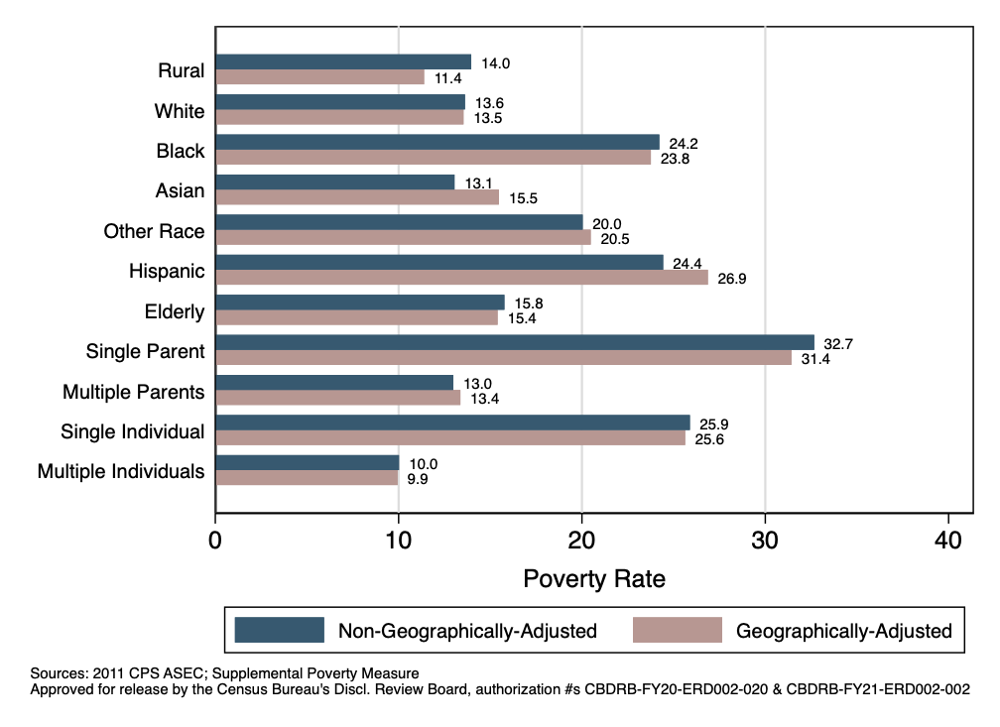 Rural
14.0
11.4
White
13.6
13.5
Black
24.2
23.8
Asian
13.1
15.5
Other Race
20.0
20.5
Hispanic
24.4
26.9
Elderly
15.8
15.4
Single Parent
32.7
31.4
Multiple Parents
13.0
13.4
Single Individual
25.9
25.6
Multiple Individuals
10.0
9.9
0 10 20 30 40
Poverty Rate
Non-Geographically-Adjusted Geographically-Adjusted
Sources: 2011 CPS ASEC; Supplemental Poverty Measure
Approved for release by the Census Bureau's Discl. Review Board, authorization #s CBDRB-FY20-ERD002-020 & CBDRB-FY21-ERD002-002